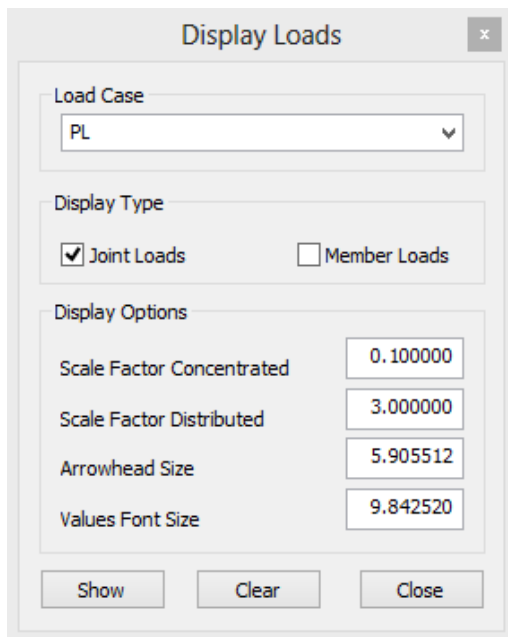 Display Loads
x
Load Case
PL
Display Type
Joint Loads Member Loads
Display Options
Scale Factor Concentrated 0.100000
Scale Factor Distributed 3.000000
Arrowhead Size 5.905512
Values Font Size 9.842520
Show Clear Close